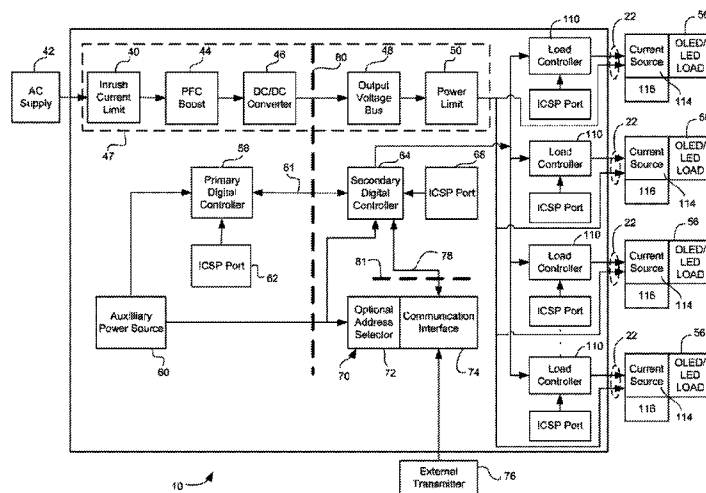 42
40
44
46
80
48
50
110
22
56
AC Supply
Inrush Current Limit
PFC Boost
DC/DC Converter
Output Voltage Bus
Power Limit
Load Controller
Current Source
OLED/ LED LOAD
ICSP Port
116
114
47
58
61
64
66
110
22
56
Primary Digital Controller
Secondary Digital Controller
ICSP Port
Load Controller
Current Source
OLED/ LED LOAD
ICSP Port
116
114
ICSP Port
62
78
81
110
22
56
Load Controller
Current Source
OLED/ LED LOAD
ICSP Port
116
114
Auxiliary Power Source
60
Optional Address Selector
Communication Interface
70
72
74
110
22
56
Load Controller
Current Source
OLED/ LED LOAD
ICSP Port
116
114
10
External Transmitter
76